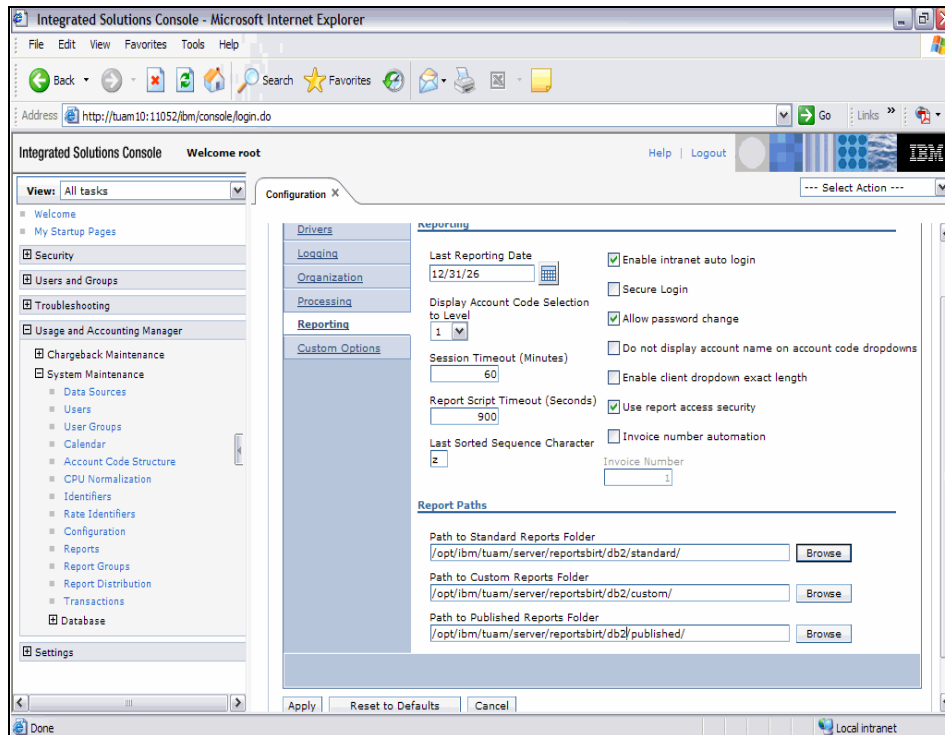 Integrated Solutions Console - Microsoft Internet Explorer
File Edit View Favorites Tools Help
Back Search Favorites
Address http://tuam10:11052/ibm/console/login.do Go Links »
Integrated Solutions Console Welcome root Help | Logout IBM
View: All tasks
Configuration X
--- Select Action ---
Welcome
My Startup Pages
Security
Users and Groups
Troubleshooting
Usage and Accounting Manager
Chargeback Maintenance
System Maintenance
Data Sources
Users
User Groups
Calendar
Account Code Structure
CPU Normalization
Identifiers
Rate Identifiers
Configuration
Reports
Report Groups
Report Distribution
Transactions
Database
Settings
Drivers
Logging
Organization
Processing
Reporting
Custom Options
Reporting
Last Reporting Date
12/31/26
Display Account Code Selection
to Level
1
Session Timeout (Minutes)
60
Report Script Timeout (Seconds)
900
Last Sorted Sequence Character
z
Enable intranet auto login
Secure Login
Allow password change
Do not display account name on account code dropdowns
Enable client dropdown exact length
Use report access security
Invoice number automation
Invoice Number
1
Report Paths
Path to Standard Reports Folder
/opt/ibm/tuam/server/reportsbirt/db2/standard/ Browse
Path to Custom Reports Folder
/opt/ibm/tuam/server/reportsbirt/db2/custom/ Browse
Path to Published Reports Folder
/opt/ibm/tuam/server/reportsbirt/db2/published/ Browse
Apply Reset to Defaults Cancel
Done Local intranet